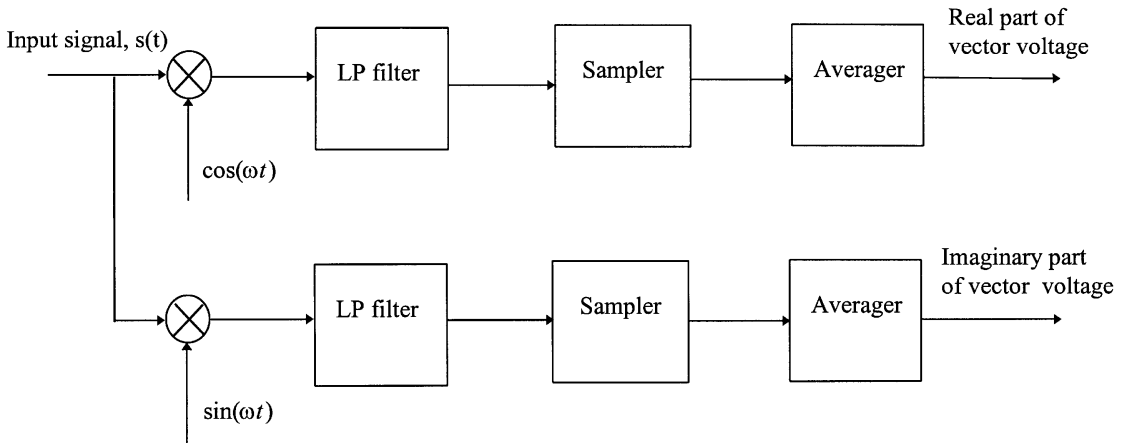 Input signal, s(t)
LP filter
Sampler
Averager
Real part of
vector voltage
cos(ωt)
LP filter
Sampler
Averager
Imaginary part
of vector voltage
sin(ωt)